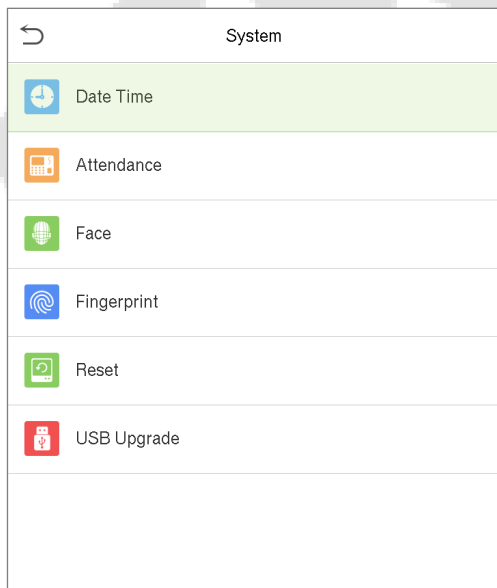 System
Date Time
Attendance
Face
Fingerprint
Reset
USB Upgrade